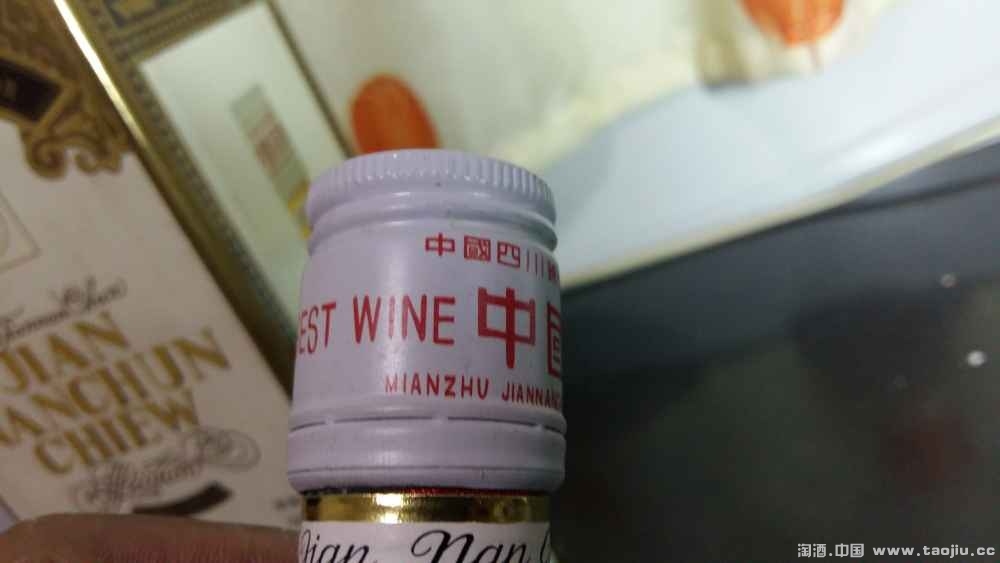 中國四川
EST WINE 中
MIANZHU JIANNAN
Jian Nan
JIAN
NANCHUN
CHIEW
淘酒.中国 www.taojiu.cc